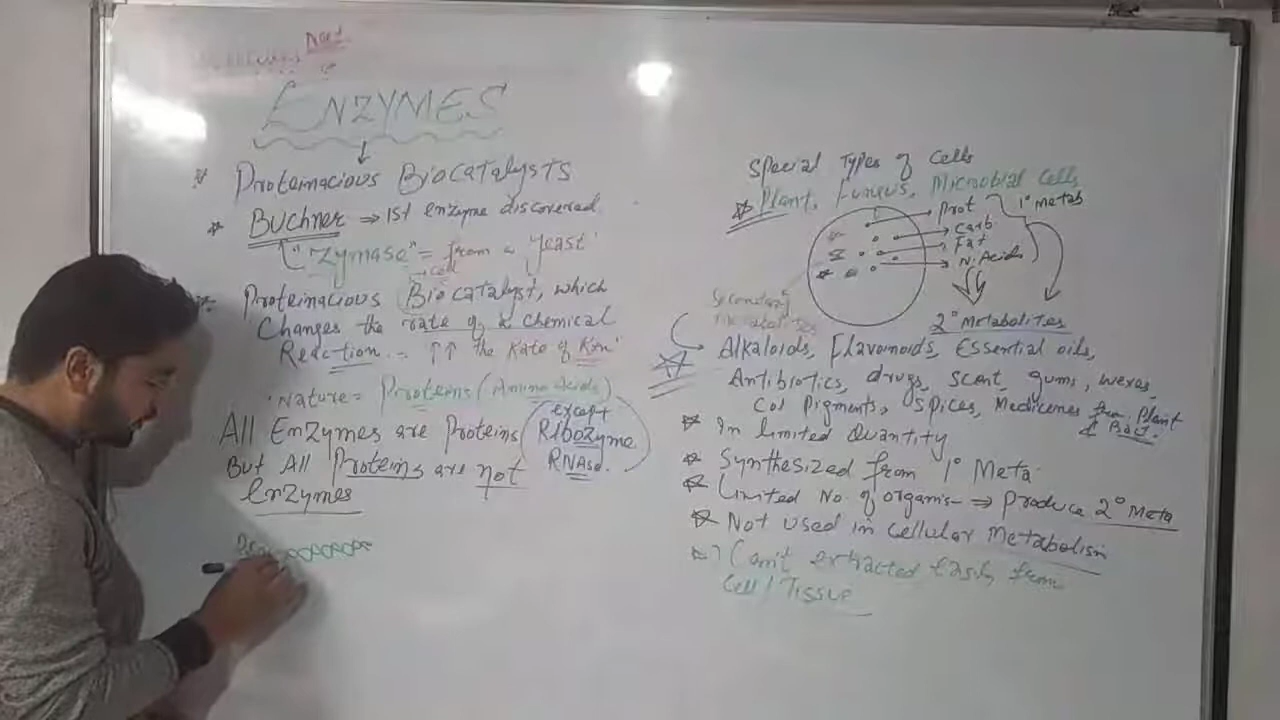 ENZYMES
Proteinacious BIOCATALYSTS
BUCHNER ⇒ 1st enzyme discovered
"Zymase" = from a yeast
cell
Proteinacious Biocatalyst, which
Changes the rate of a chemical
Reaction. - ↑↑ the Rate of Rxn
Nature = Proteins (Amino Acids)
All Enzymes are Proteins (except
Ribozyme
RNAse.)
But All Proteins are not
Enzymes
Special Types of Cells
Plant, Fungus, Microbial Cells
Prot
1° Metab
Carb
Fat
N. Acids
Secondary
2° Metabolites
Alkaloids, Flavoinoids, Essential oils,
Antibiotics, drugs, scent, gums, wexes,
Col Pigments, Spices, Medicenes from Plant
& Bact.
In limited Quantity
Synthesized from 1° Meta
Limited No. of organis- ⇒ Produce 2° Meta
Not used in Cellular Metabolism
Can't extracted Easily from
Cell / Tissue